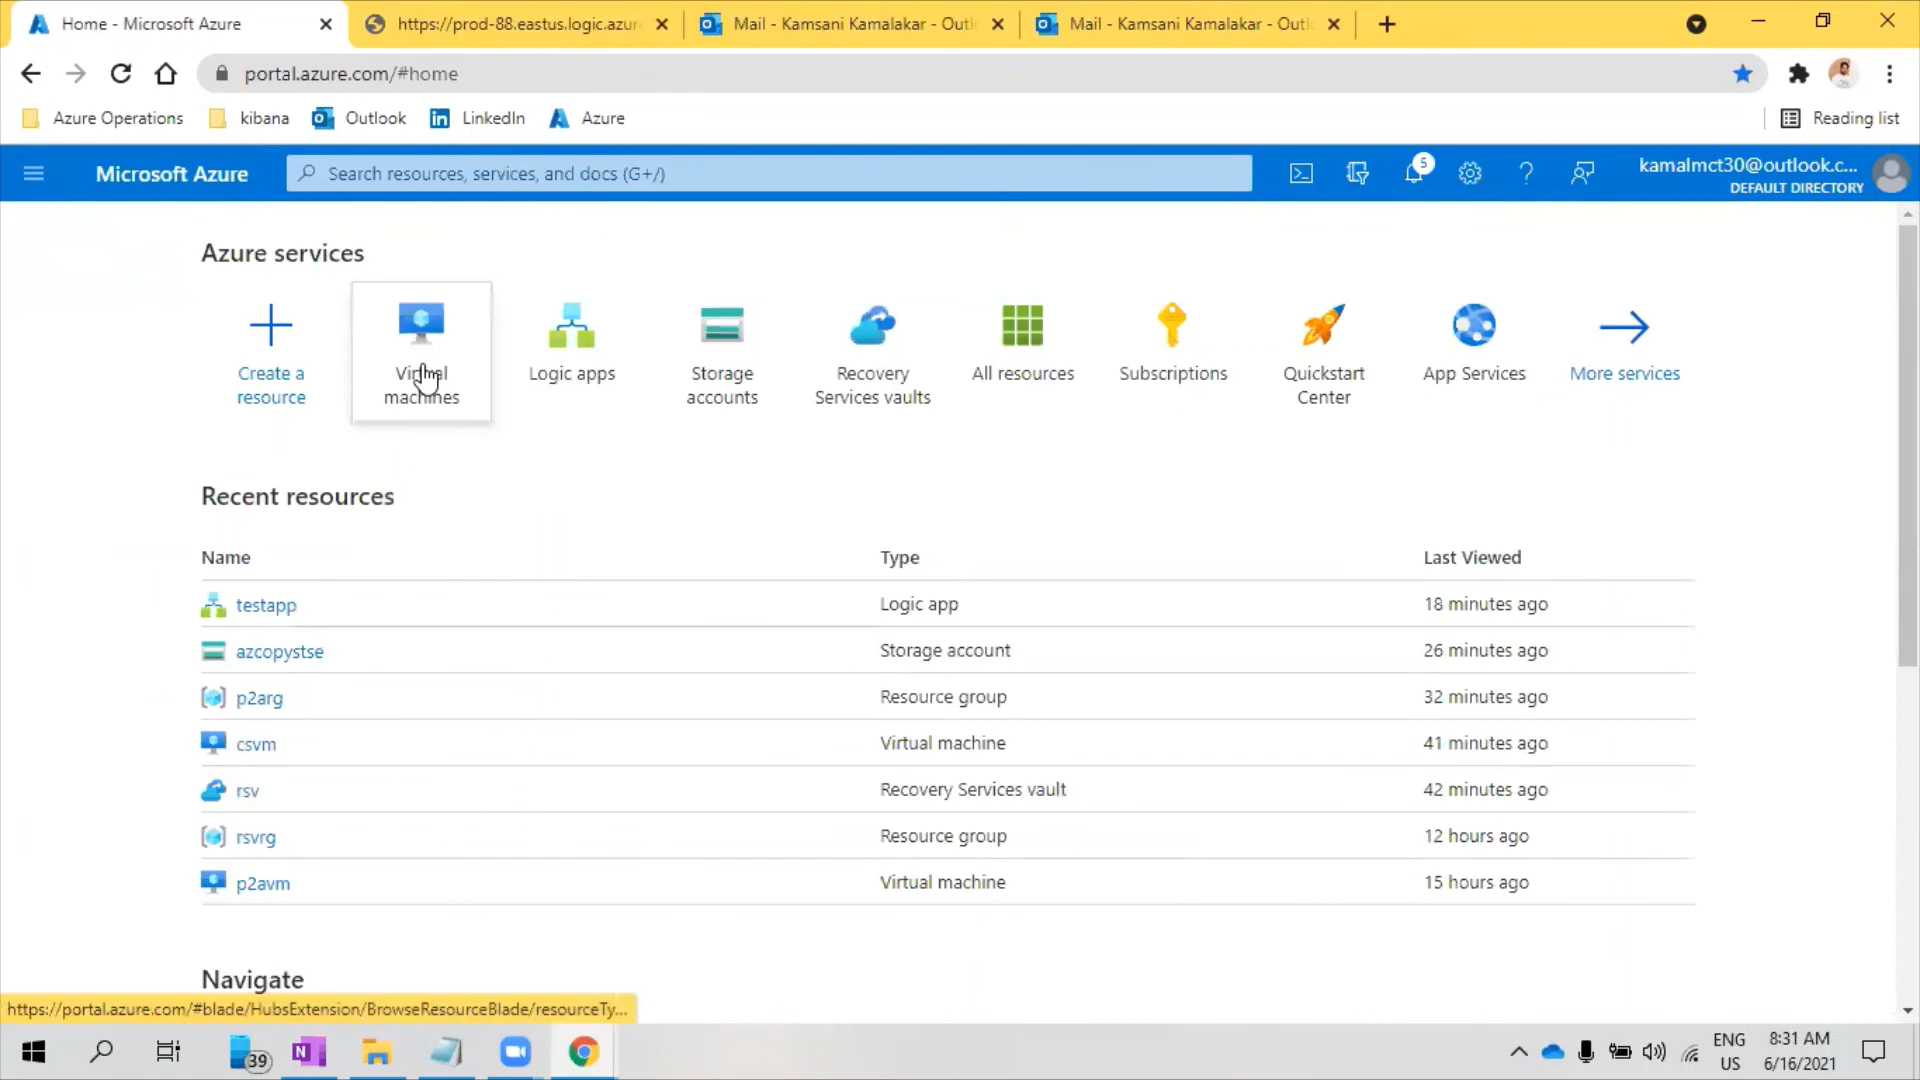 Home - Microsoft Azure
https://prod-88.eastus.logic.azur
Mail - Kamsani Kamalakar - Outl
Mail - Kamsani Kamalakar - Outl
portal.azure.com/#home
Azure Operations
kibana
Outlook
LinkedIn
Azure
Reading list
Microsoft Azure
Search resources, services, and docs (G+/)
5
kamalmct30@outlook.c...
DEFAULT DIRECTORY
Azure services
Create a
resource
Virtual
machines
Logic apps
Storage
accounts
Recovery
Services vaults
All resources
Subscriptions
Quickstart
Center
App Services
More services
Recent resources
Name Type Last Viewed
testapp Logic app 18 minutes ago
azcopystse Storage account 26 minutes ago
p2arg Resource group 32 minutes ago
csvm Virtual machine 41 minutes ago
rsv Recovery Services vault 42 minutes ago
rsvrg Resource group 12 hours ago
p2avm Virtual machine 15 hours ago
Navigate
https://portal.azure.com/#blade/HubsExtension/BrowseResourceBlade/resourceTy...
39
N
ENG
US
8:31 AM
6/16/2021